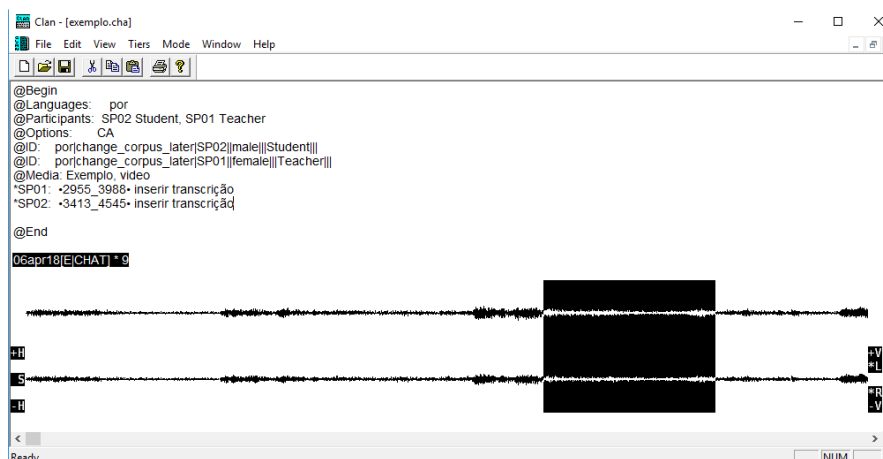 Clan - [exemplo.cha]
File Edit View Tiers Mode Window Help
@Begin
@Languages: por
@Participants: SP02 Student, SP01 Teacher
@Options: CA
@ID: por|change_corpus_later|SP02||male|||Student|||
@ID: por|change_corpus_later|SP01||female|||Teacher|||
@Media: Exemplo, video
*SP01: •2955_3988• inserir transcrição
*SP02: •3413_4545• inserir transcrição
@End
06apr18[E|CHAT] * 9
+H +V
*L
S
*R
-H -V
Ready NUM